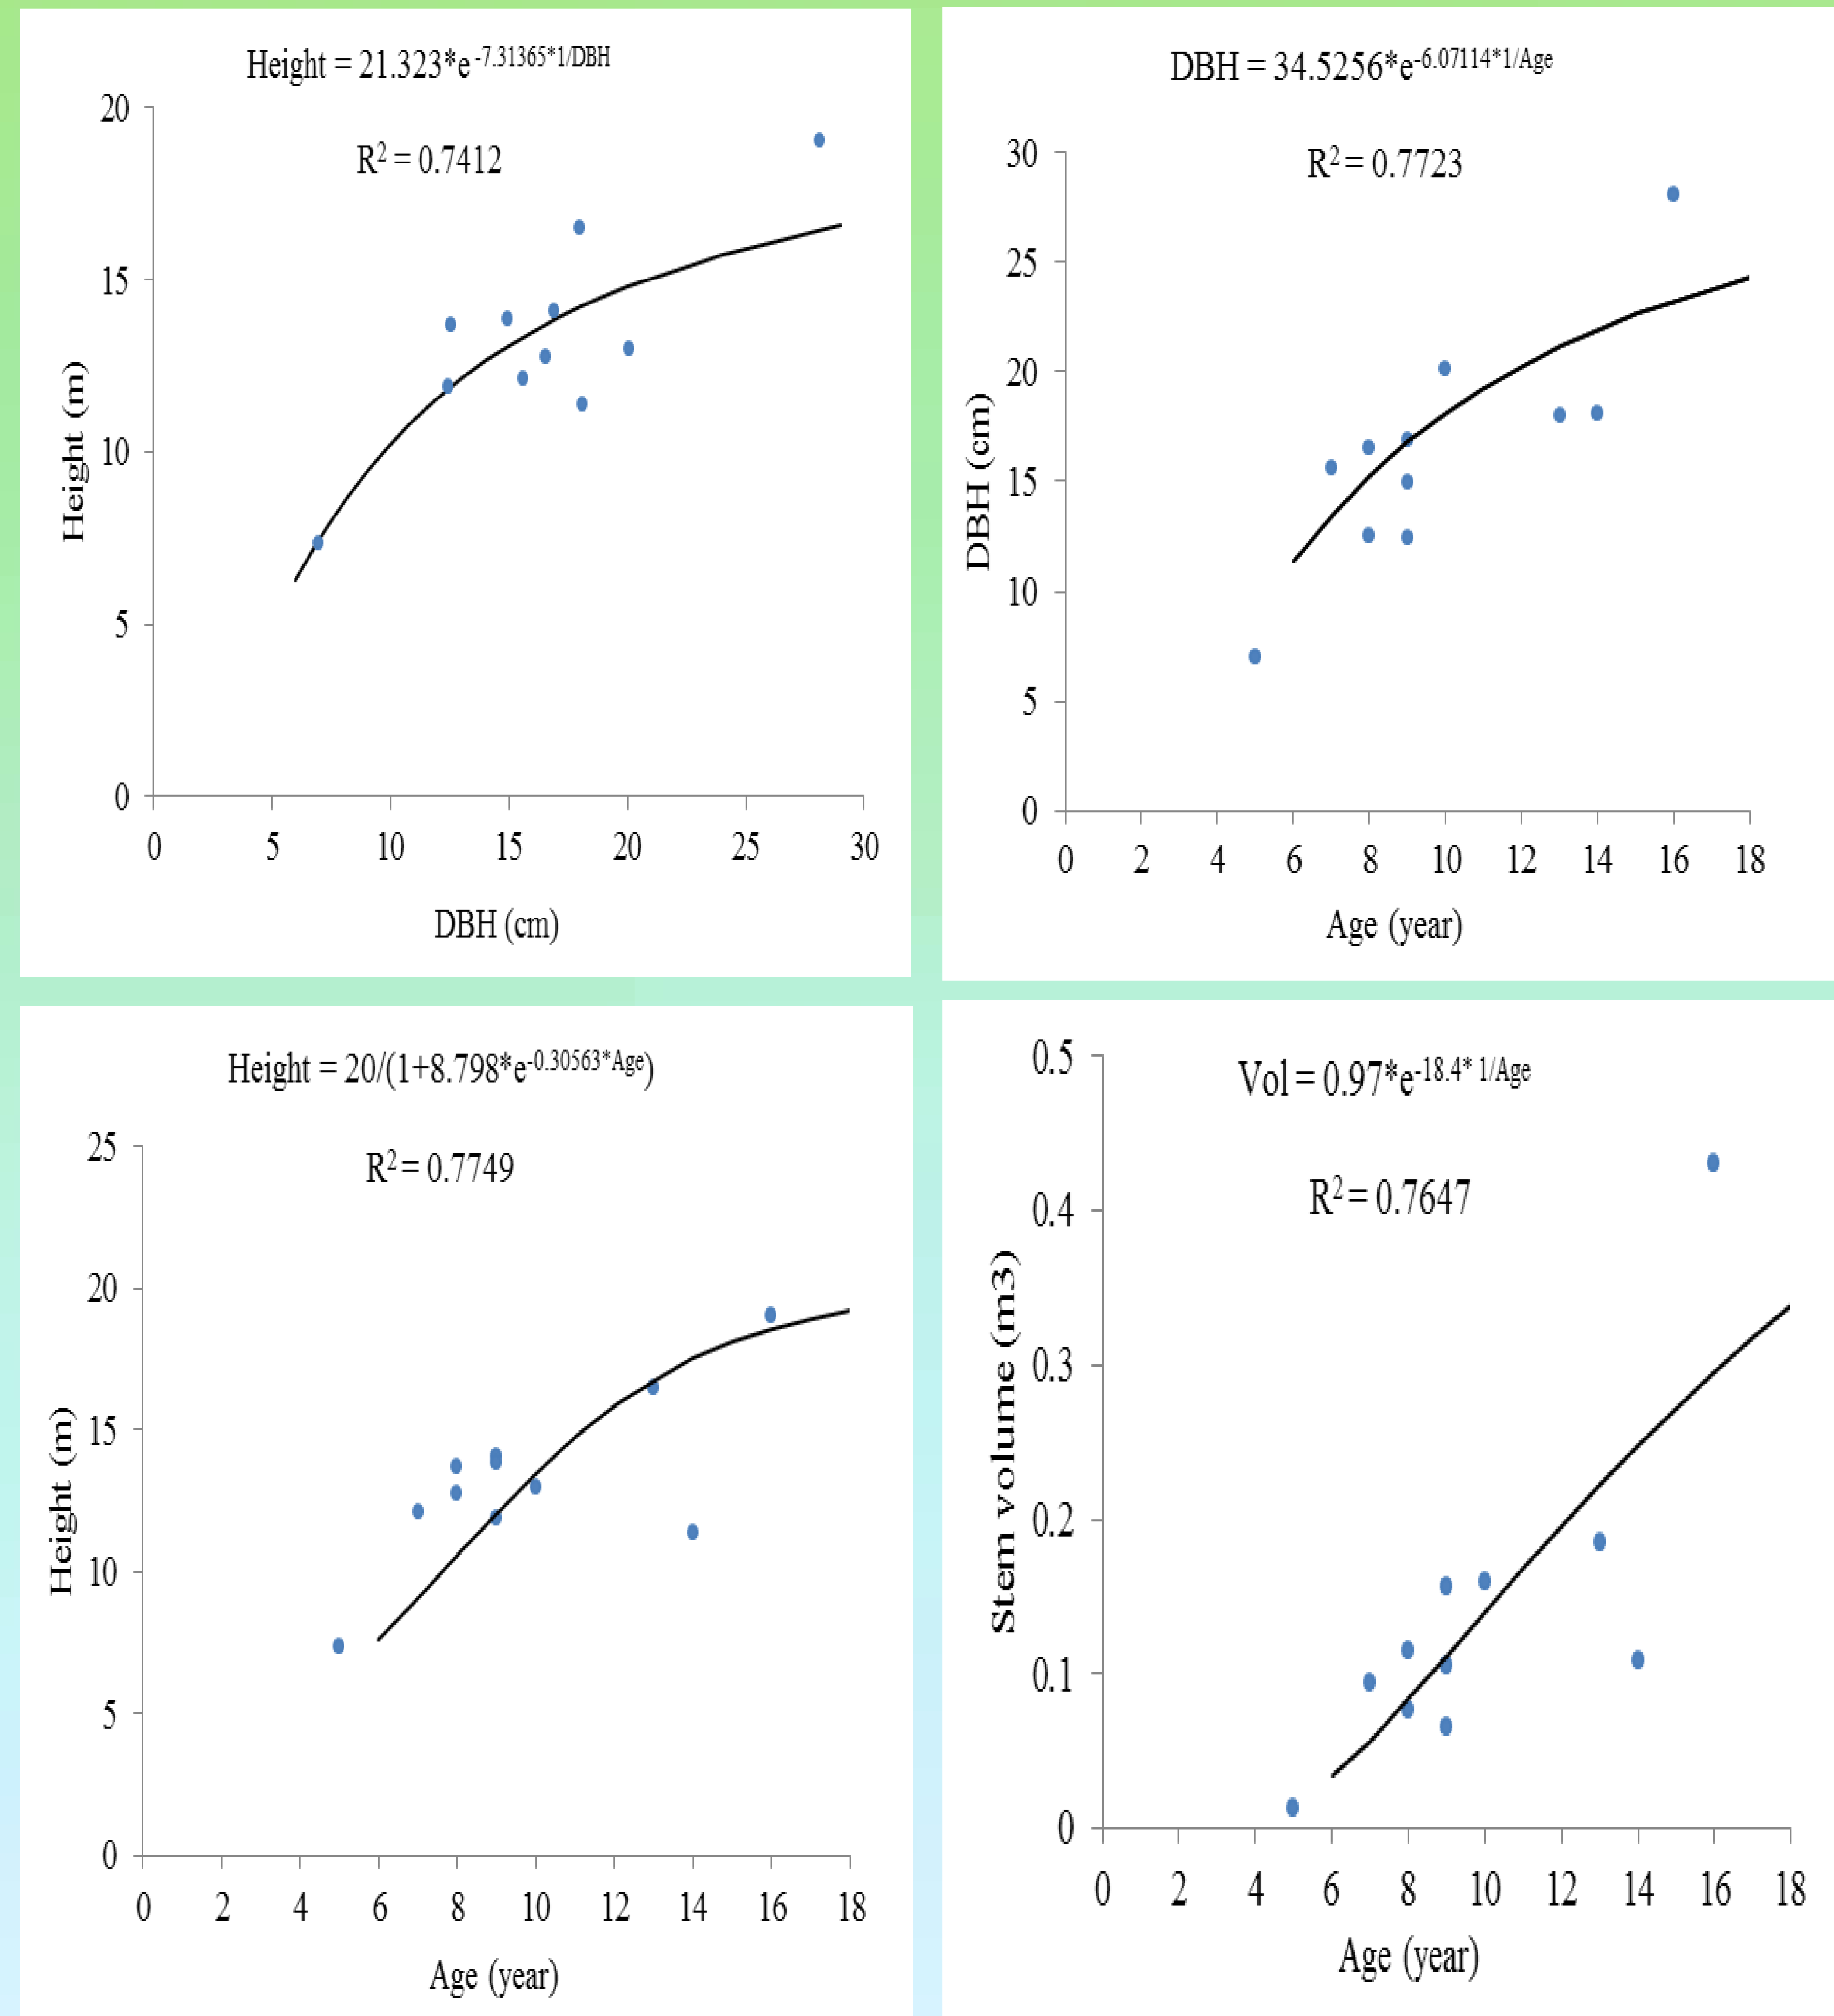 Height = 21.323*e -7.31365*1/DBH
R2 = 0.7412
20
15
10
5
0
Height (m)
0 5 10 15 20 25 30
DBH (cm)
DBH = 34.5256*e-6.07114*1/Age
R2 = 0.7723
30
25
20
15
10
5
0
DBH (cm)
0 2 4 6 8 10 12 14 16 18
Age (year)
Height = 20/(1+8.798*e-0.30563*Age)
R2 = 0.7749
25
20
15
10
5
0
Height (m)
0 2 4 6 8 10 12 14 16 18
Age (year)
Vol = 0.97*e-18.4* 1/Age
R2 = 0.7647
0.5
0.4
0.3
0.2
0.1
0
Stem volume (m3)
0 2 4 6 8 10 12 14 16 18
Age (year)